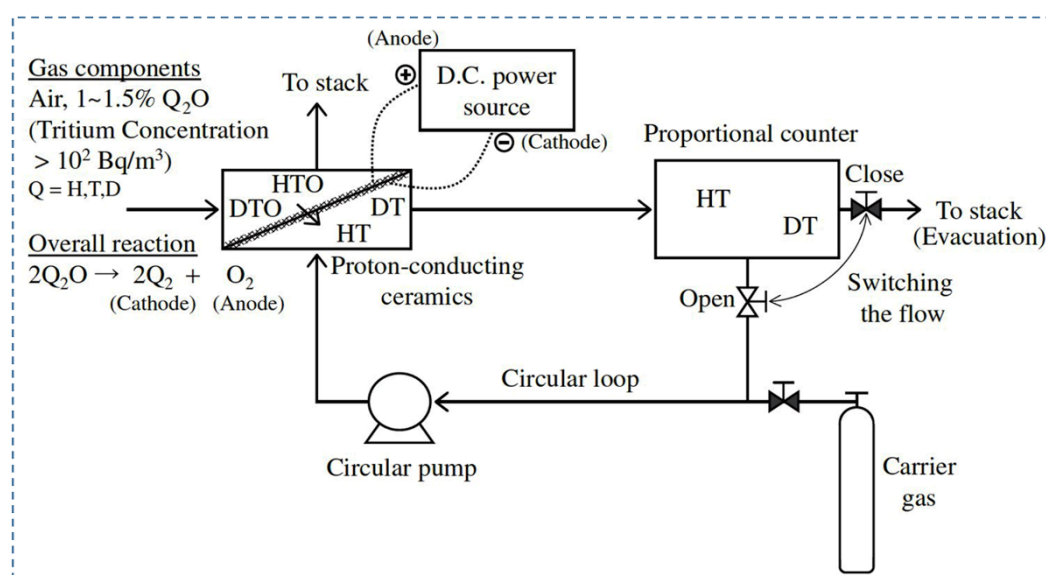 Gas components
Air, 1~1.5% Q₂O
(Tritium Concentration
> 10² Bq/m³)
Q = H,T,D
Overall reaction
2Q₂O → 2Q₂ + O₂
(Cathode) (Anode)
To stack
(Anode)
⊕
D.C. power
source
⊖ (Cathode)
HTO
DTO
DT
HT
Proton-conducting
ceramics
Proportional counter
HT
DT
Close
To stack
(Evacuation)
Open
Switching
the flow
Circular loop
Circular pump
Carrier
gas